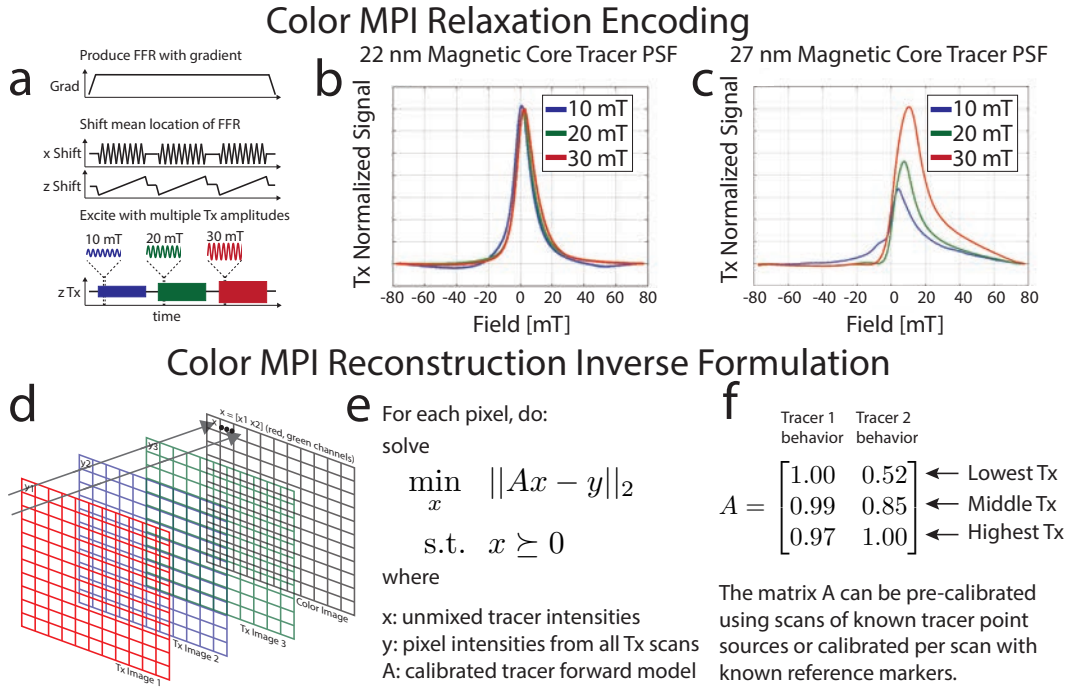 Color MPI Relaxation Encoding
a
Produce FFR with gradient
Grad
Shift mean location of FFR
x Shift
z Shift
Excite with multiple Tx amplitudes
10 mT
20 mT
30 mT
z Tx
time
b
22 nm Magnetic Core Tracer PSF
Tx Normalized Signal
10 mT
20 mT
30 mT
-80 -60 -40 -20 0 20 40 60 80
Field [mT]
c
27 nm Magnetic Core Tracer PSF
Tx Normalized Signal
10 mT
20 mT
30 mT
-80 -60 -40 -20 0 20 40 60 80
Field [mT]
Color MPI Reconstruction Inverse Formulation
d
x = [x1 x2] (red, green channels)
x
y3
y2
y1
Color Image
Tx Image 3
Tx Image 2
Tx Image 1
e
For each pixel, do:
solve
min ||Ax − y||₂
x
s.t. x ⪰ 0
where
x: unmixed tracer intensities
y: pixel intensities from all Tx scans
A: calibrated tracer forward model
f
Tracer 1 Tracer 2
behavior behavior
1.00 0.52 Lowest Tx
A = 0.99 0.85 Middle Tx
0.97 1.00 Highest Tx
The matrix A can be pre-calibrated
using scans of known tracer point
sources or calibrated per scan with
known reference markers.